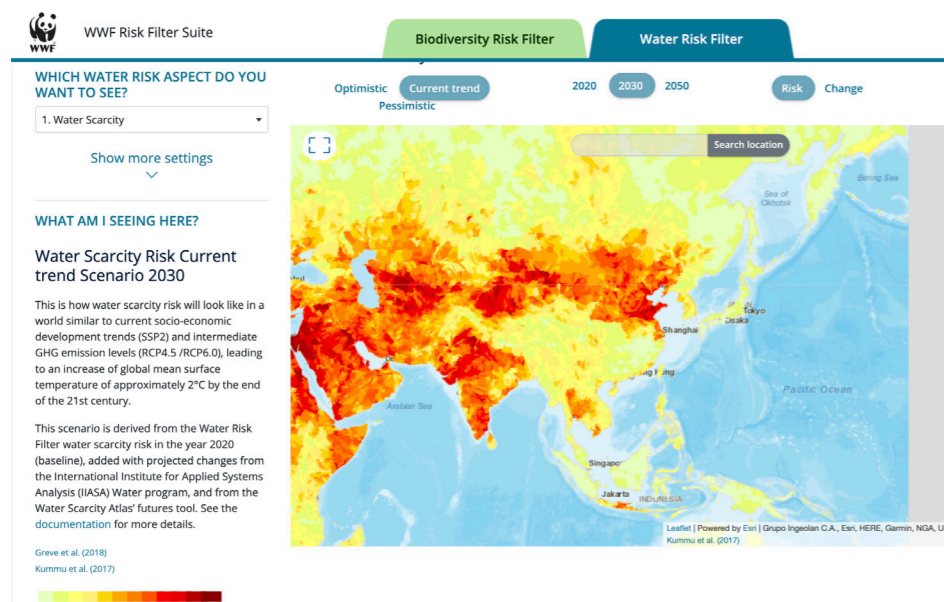 WWF
WWF Risk Filter Suite
Biodiversity Risk Filter
Water Risk Filter
WHICH WATER RISK ASPECT DO YOU
WANT TO SEE?
1. Water Scarcity
Show more settings
WHAT AM I SEEING HERE?
Water Scarcity Risk Current
trend Scenario 2030
This is how water scarcity risk will look like in a
world similar to current socio-economic
development trends (SSP2) and intermediate
GHG emission levels (RCP4.5 /RCP6.0), leading
to an increase of global mean surface
temperature of approximately 2°C by the end
of the 21st century.
This scenario is derived from the Water Risk
Filter water scarcity risk in the year 2020
(baseline), added with projected changes from
the International Institute for Applied Systems
Analysis (IIASA) Water program, and from the
Water Scarcity Atlas' futures tool. See the
documentation for more details.
Greve et al. (2018)
Kummu et al. (2017)
Optimistic Current trend
Pessimistic
2020 2030 2050
Risk Change
Search location
Bering Sea
Sea of
Okhotsk
Tokyo
Osaka
Shanghai
Pacific Ocean
Arabian Sea
Singapo
Jakarta
INDONESIA
Leaflet | Powered by Esri | Grupo Ingeolan C.A., Esri, HERE, Garmin, NGA, U
Kummu et al. (2017)